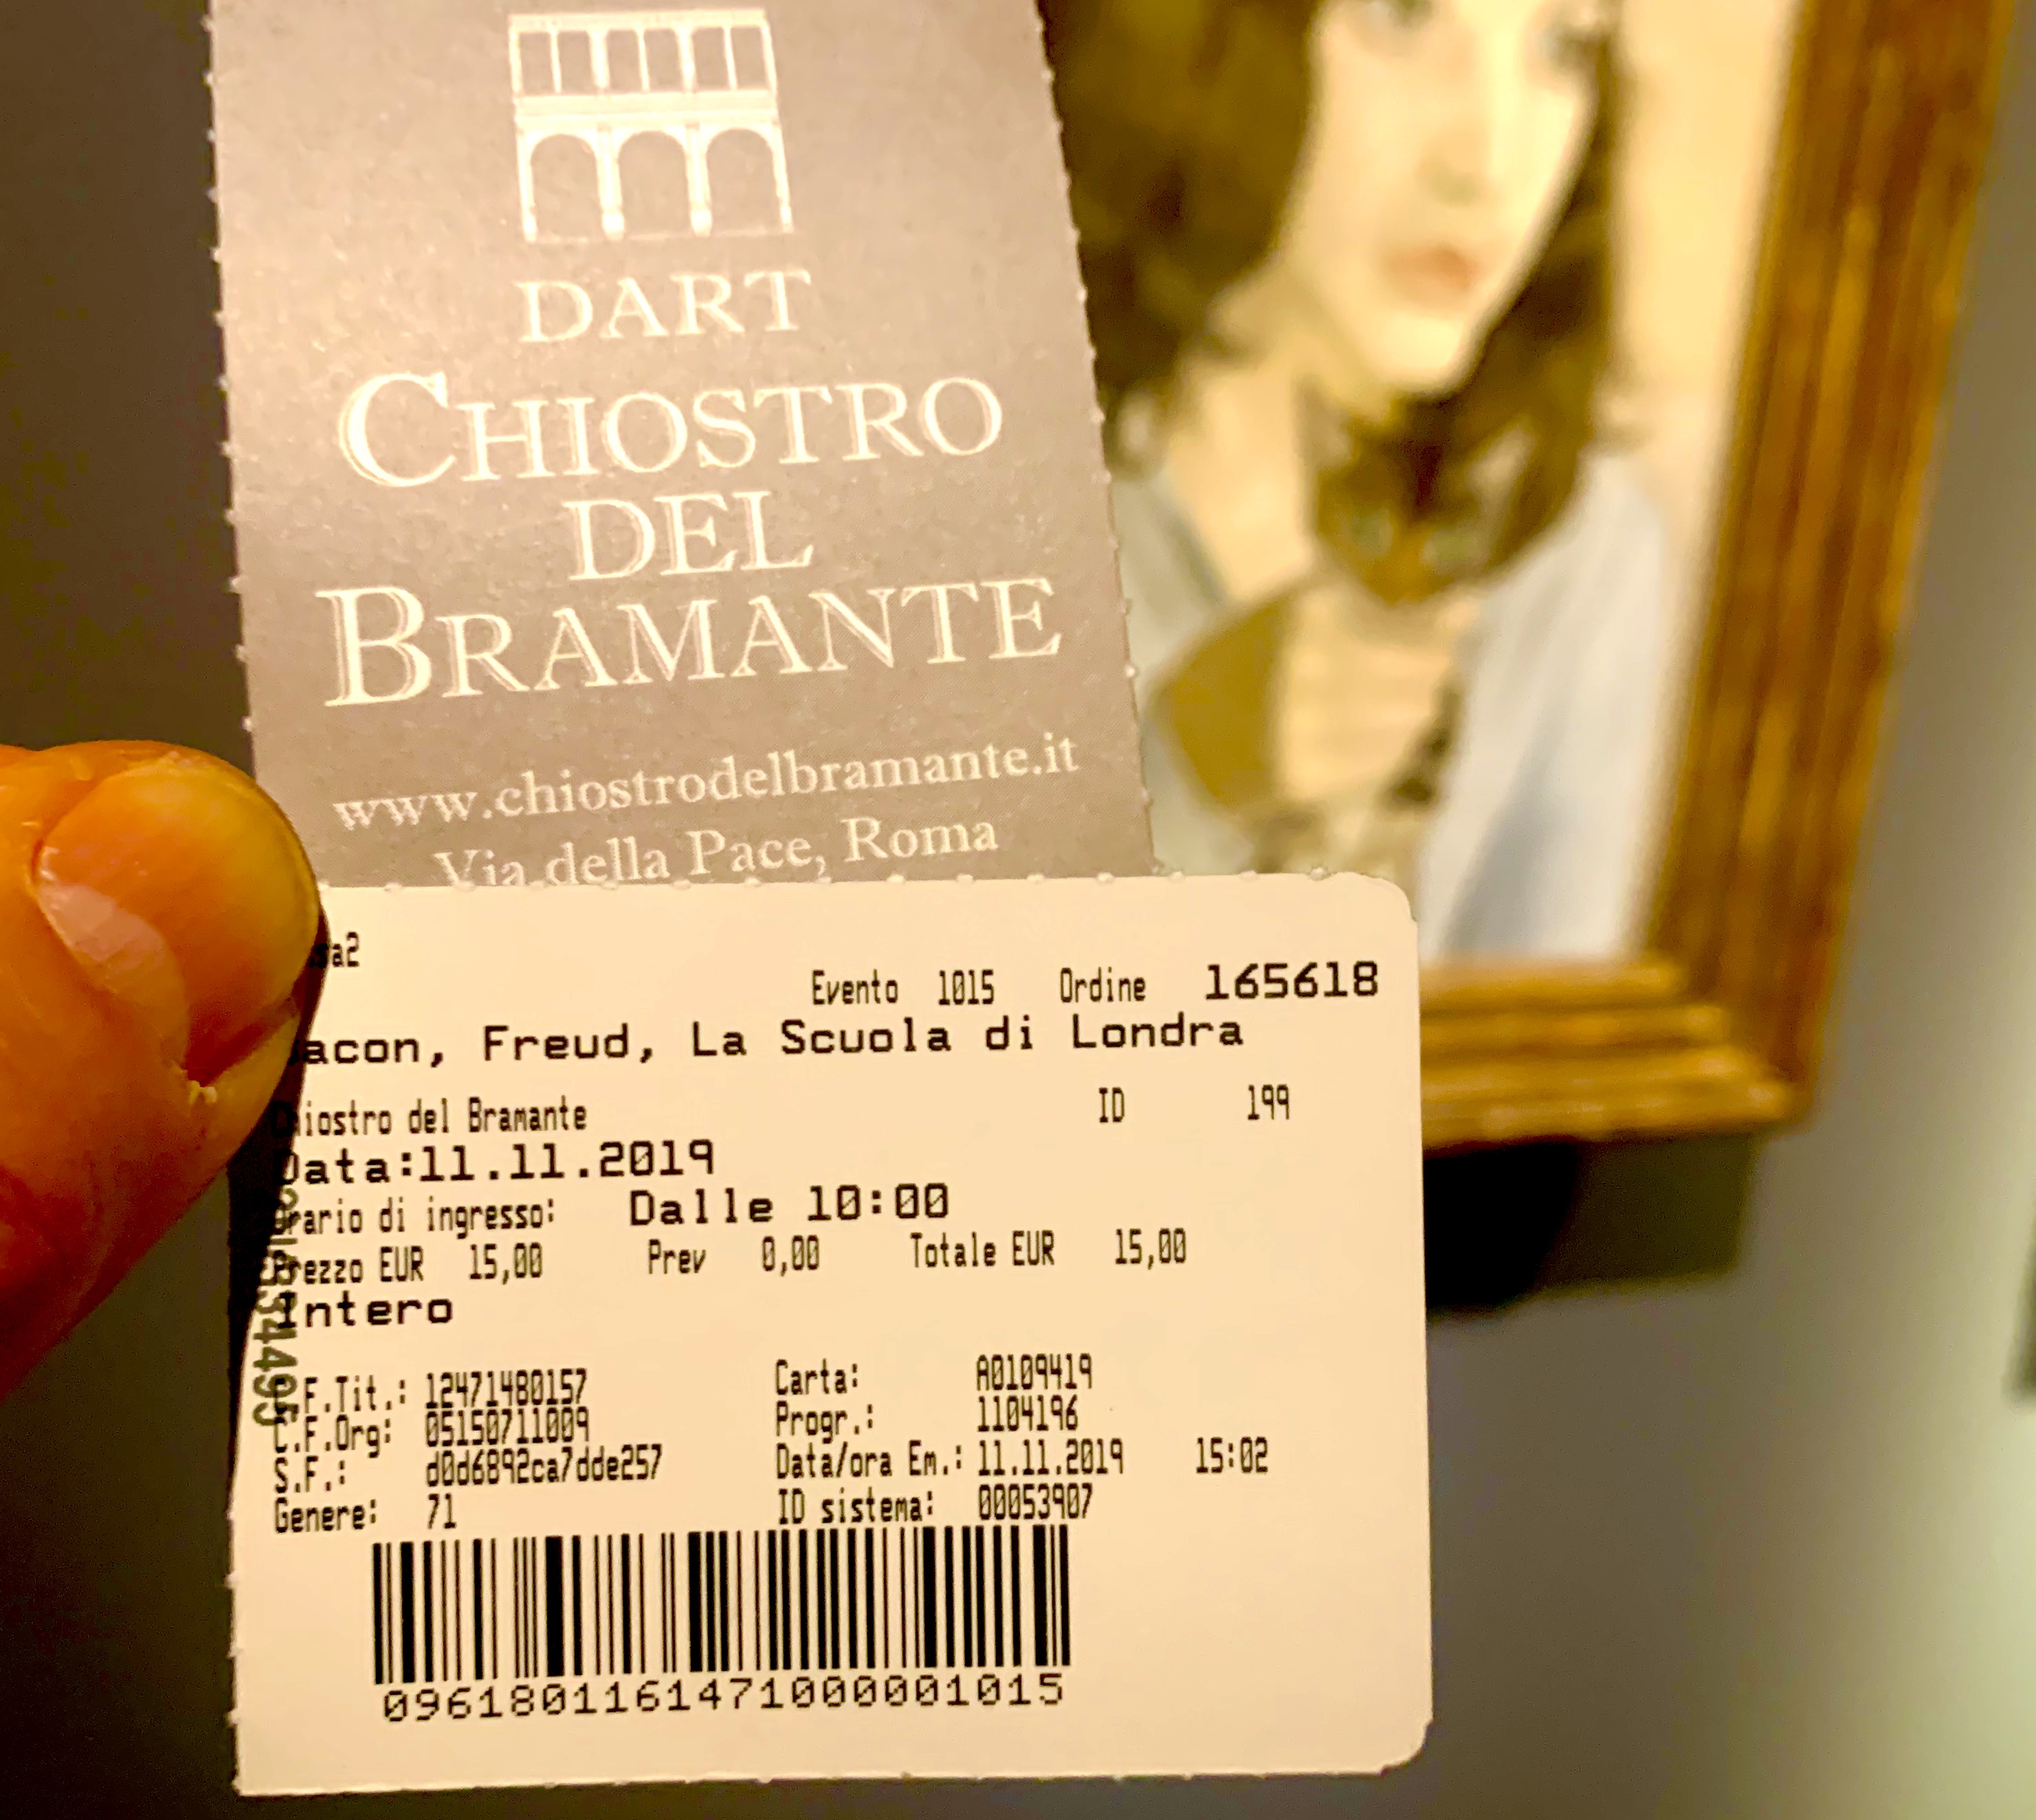 DART
CHIOSTRO
DEL
BRAMANTE
www.chiostrodelbramante.it
Via della Pace, Roma
sa2
Evento 1015 Ordine 165618
acon, Freud, La Scuola di Londra
hiostro del Bramante ID 199
Data:11.11.2019
rario di ingresso: Dalle 10:00
Prezzo EUR 15,00 Prev 0,00 Totale EUR 15,00
Intero
C.F.Tit.: 12471480157 Carta: A0109419
C.F.Org: 05150711009 Progr.: 1104196
S.F.: d0d6892ca7dde257 Data/ora Em.: 11.11.2019 15:02
Genere: 71 ID sistema: 00053907
0961801161471000001015